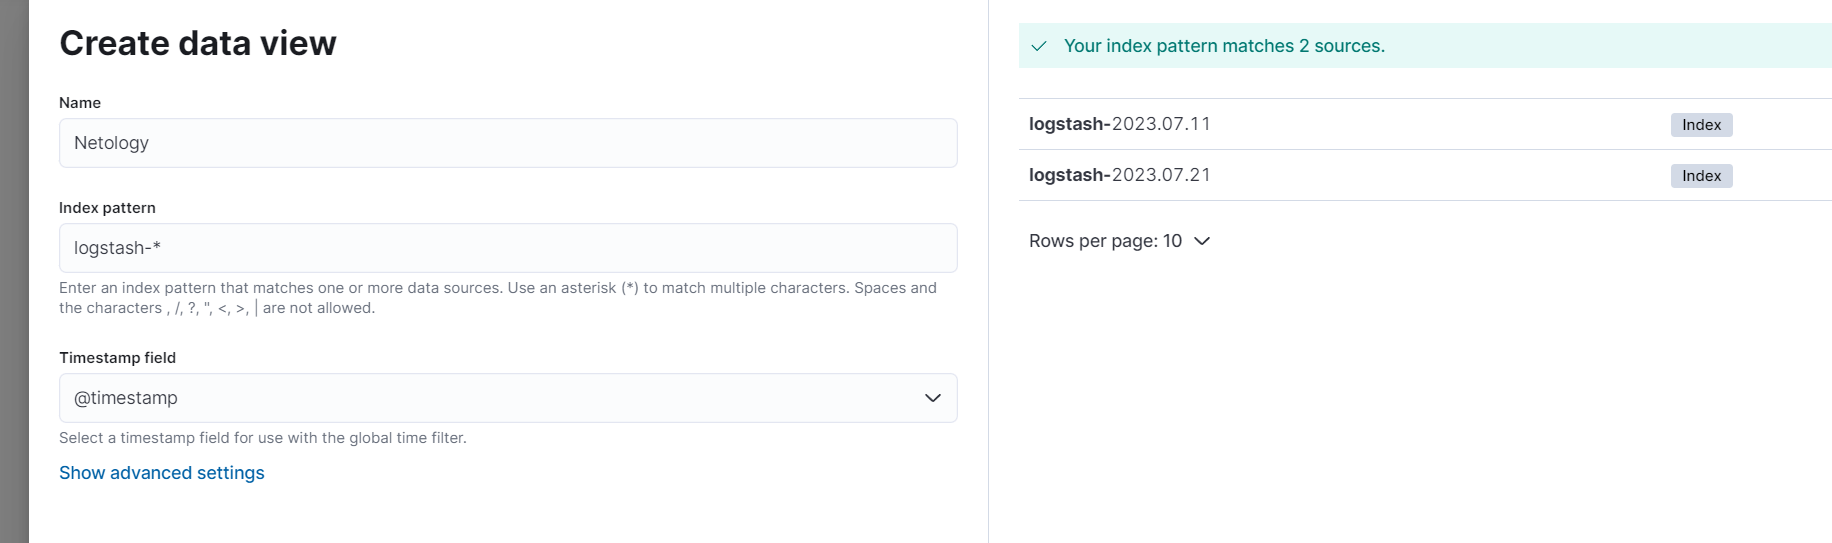 Create data view
Name
Netology
Index pattern
logstash-*
Enter an index pattern that matches one or more data sources. Use an asterisk (*) to match multiple characters. Spaces and
the characters , /, ?, ", <, >, | are not allowed.
Timestamp field
@timestamp
Select a timestamp field for use with the global time filter.
Show advanced settings
Your index pattern matches 2 sources.
logstash-2023.07.11 Index
logstash-2023.07.21 Index
Rows per page: 10